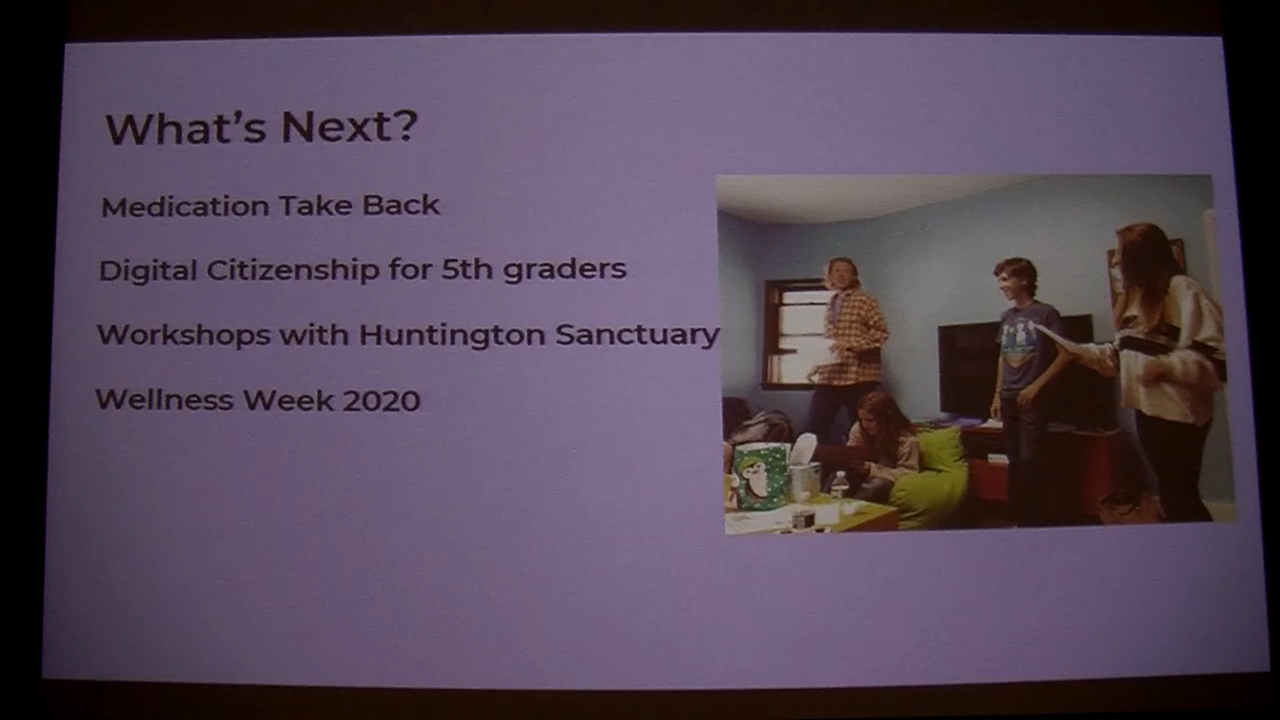 What's Next?
Medication Take Back
Digital Citizenship for 5th graders
Workshops with Huntington Sanctuary
Wellness Week 2020